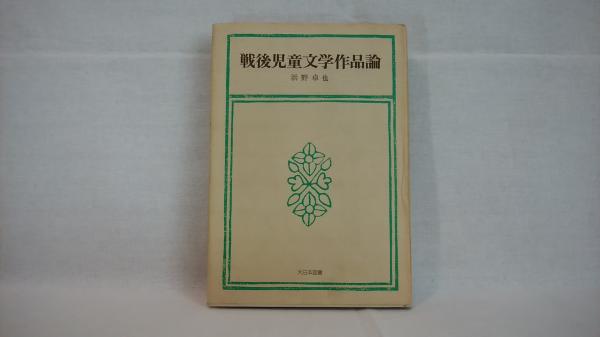 戦後児童文学作品論
浜野卓也
大日本図書